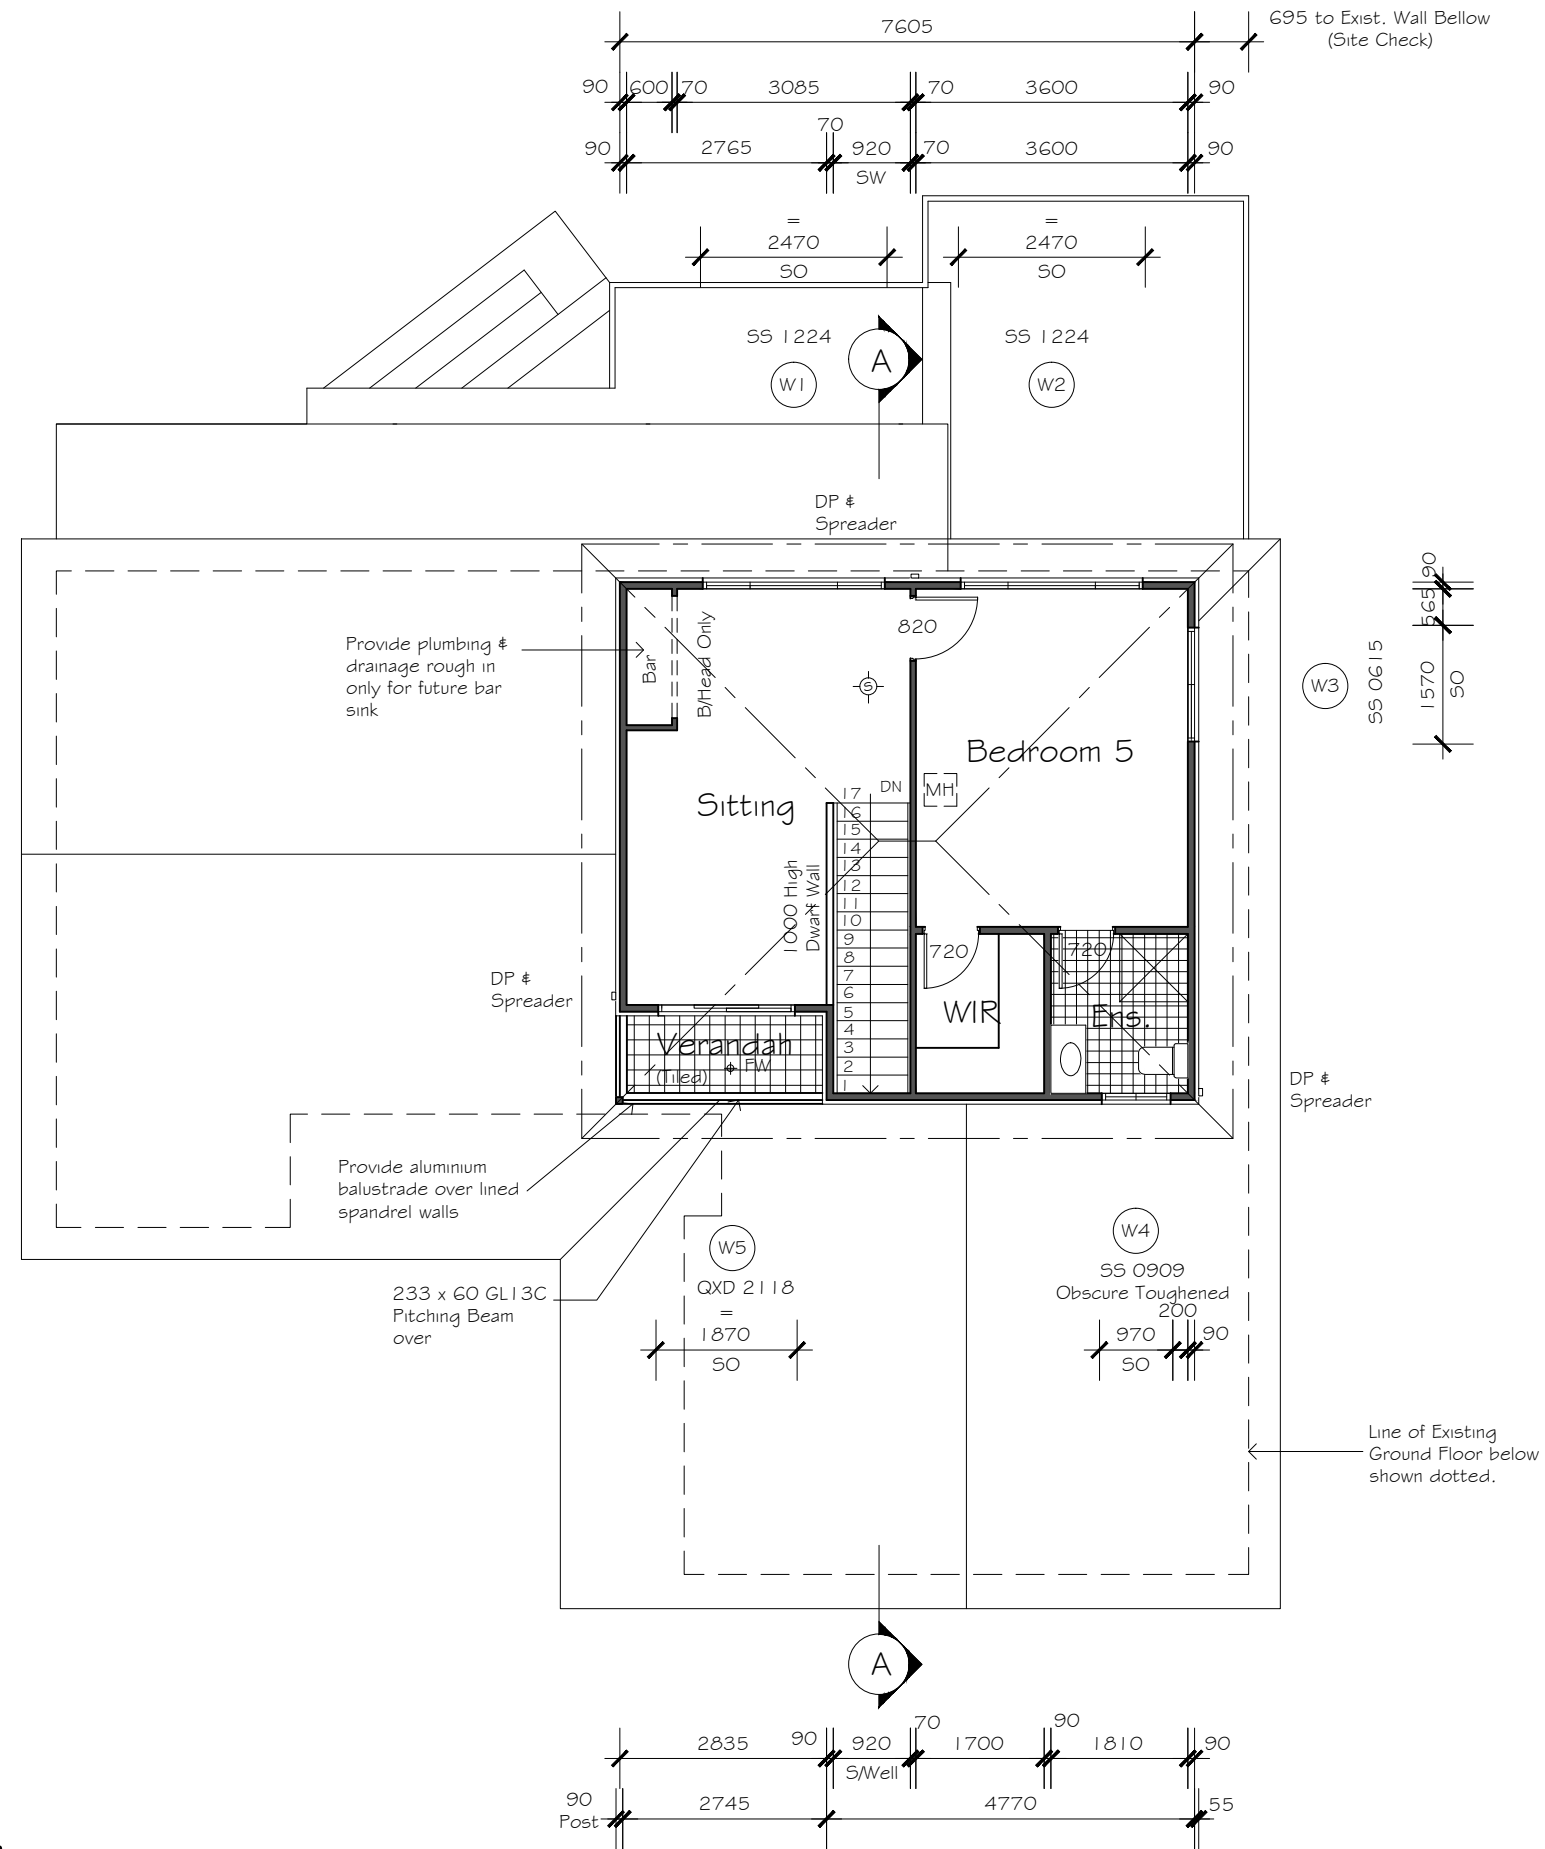 7605
695 to Exist. Wall Bellow
(Site Check)
90 600 70 3085 70 3600 90
70
90 2765 920 70 3600 90
SW
= =
2470 2470
SO SO
SS 1224 SS 1224
A
W1 W2
DP &
Spreader
90
565
1570
SO
SS 0615
W3
820
Provide plumbing &
drainage rough in
only for future bar
sink
Bar
B/Head Only
S
Bedroom 5
MH
DN
Sitting
17
16
15
14
13
12
11
10
9
8
7
6
5
4
3
2
1
1000 High
Dwarf Wall
720 720
WIR
Ens.
DP &
Spreader
Verandah
(Tiled)
FW
DP &
Spreader
Provide aluminium
balustrade over lined
spandrel walls
W5
QXD 2118
=
1870
SO
W4
SS 0909
Obscure Toughened
200
970 90
SO
233 x 60 GL13C
Pitching Beam
over
Line of Existing
Ground Floor below
shown dotted.
A
70 90
2835 90 920 1700 1810 90
S/Well
90 2745 4770 55
Post